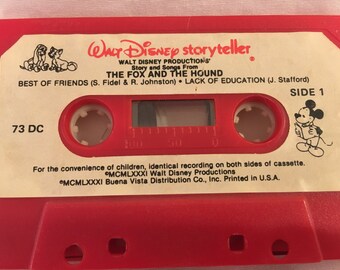 Walt Disney storyteller
WALT DISNEY PRODUCTIONS'
Story and Songs From
THE FOX AND THE HOUND
BEST OF FRIENDS (S. Fidel & R. Johnston) • LACK OF EDUCATION (J. Stafford)
SIDE 1
73 DC
For the convenience of children, identical recording on both sides of cassette.
©MCMLXXXI Walt Disney Productions
℗MCMLXXXI Buena Vista Distribution Co., Inc. Printed in U.S.A.